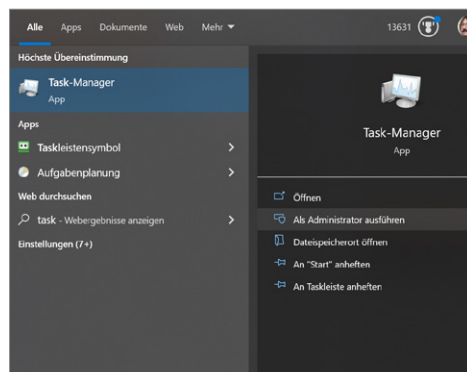 Alle Apps Dokumente Web Mehr 13631
Höchste Übereinstimmung
Task-Manager
App
Apps
Taskleistensymbol
Aufgabenplanung
Web durchsuchen
task - Webergebnisse anzeigen
Einstellungen (7+)
Task-Manager
App
Öffnen
Als Administrator ausführen
Dateispeicherort öffnen
An "Start" anheften
An Taskleiste anheften